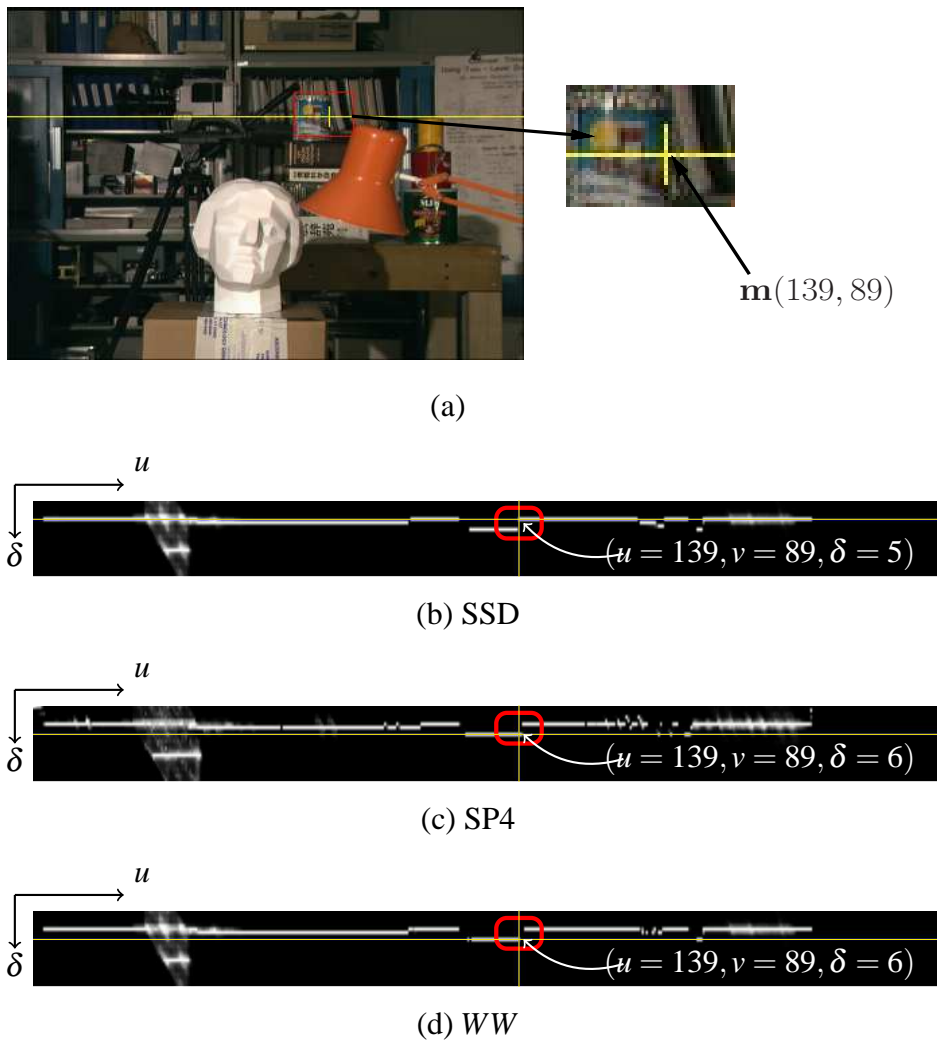 m(139, 89)
(a)
u
δ
(u = 139, v = 89, δ = 5)
(b) SSD
u
δ
(u = 139, v = 89, δ = 6)
(c) SP4
u
δ
(u = 139, v = 89, δ = 6)
(d) WW